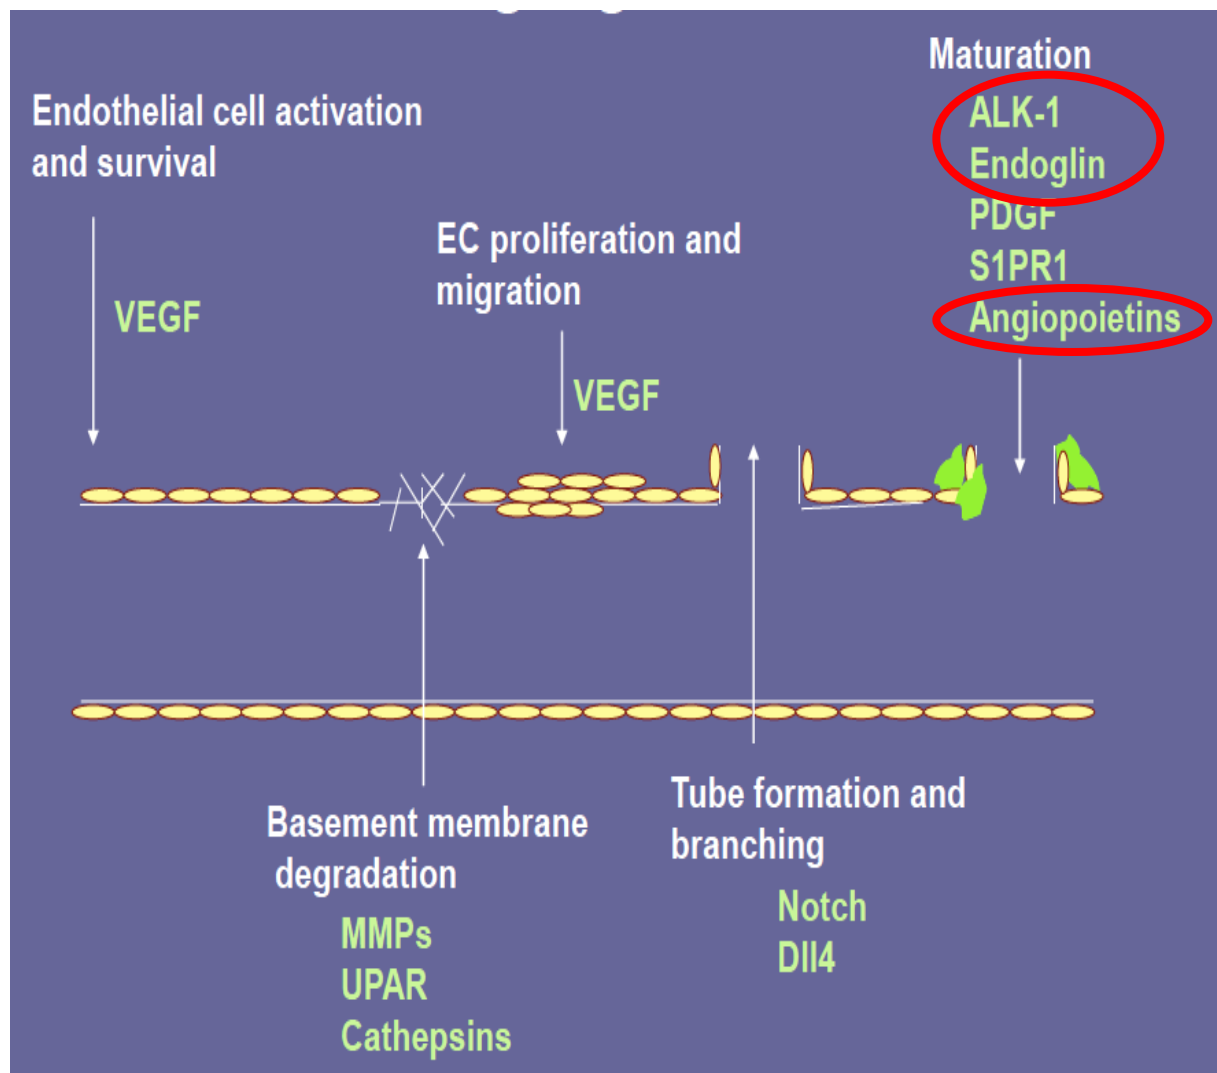 Endothelial cell activation
and survival
VEGF
EC proliferation and
migration
VEGF
Maturation
ALK-1
Endoglin
PDGF
S1PR1
Angiopoietins
Basement membrane
degradation
MMPs
UPAR
Cathepsins
Tube formation and
branching
Notch
Dll4